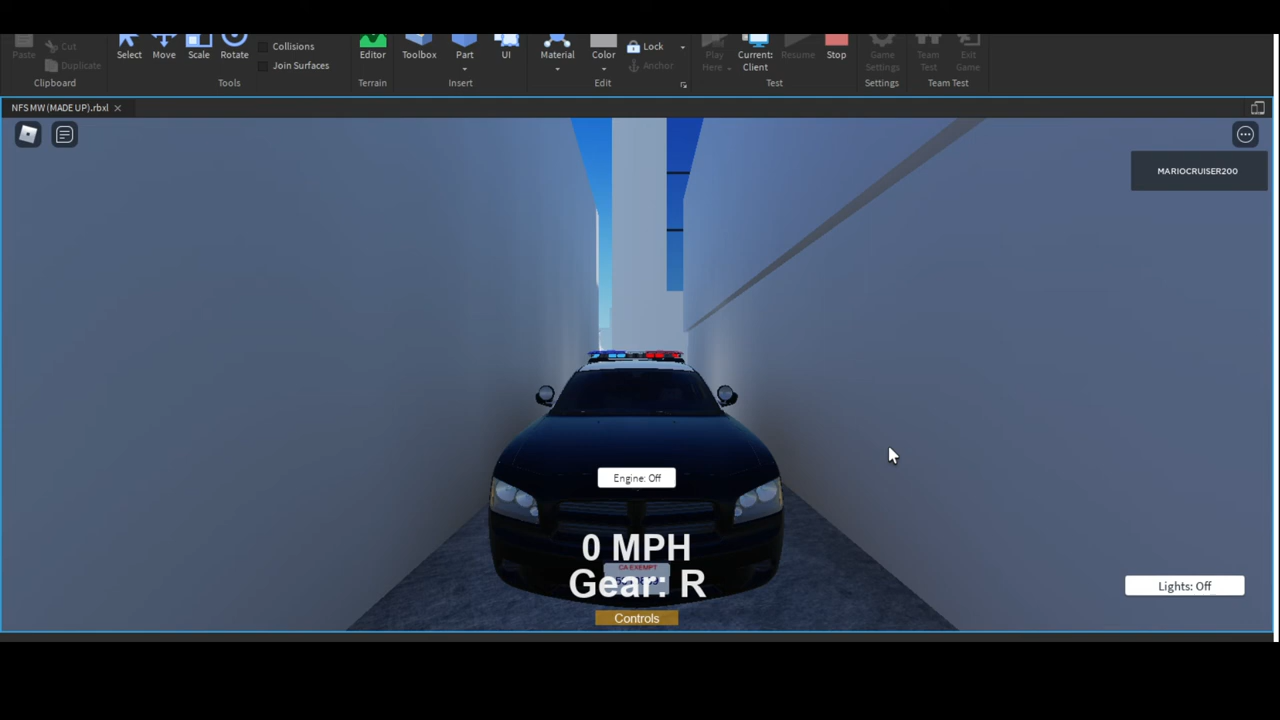 Paste
Cut
Duplicate
Clipboard
Select
Move
Scale
Rotate
Collisions
Join Surfaces
Tools
Editor
Terrain
Toolbox
Part
UI
Insert
Material
Color
Lock
Anchor
Edit
Play
Here
Current:
Client
Resume
Stop
Test
Game
Settings
Settings
Team
Test
Exit
Game
Team Test
NFS MW (MADE UP).rbxl
MARIOCRUISER200
Engine: Off
0 MPH
CA EXEMPT
Gear: R
Controls
Lights: Off